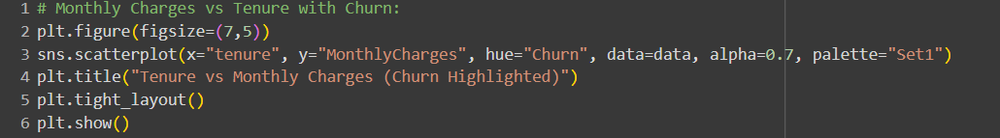 1 # Monthly Charges vs Tenure with Churn:
2 plt.figure(figsize=(7,5))
3 sns.scatterplot(x="tenure", y="MonthlyCharges", hue="Churn", data=data, alpha=0.7, palette="Set1")
4 plt.title("Tenure vs Monthly Charges (Churn Highlighted)")
5 plt.tight_layout()
6 plt.show()